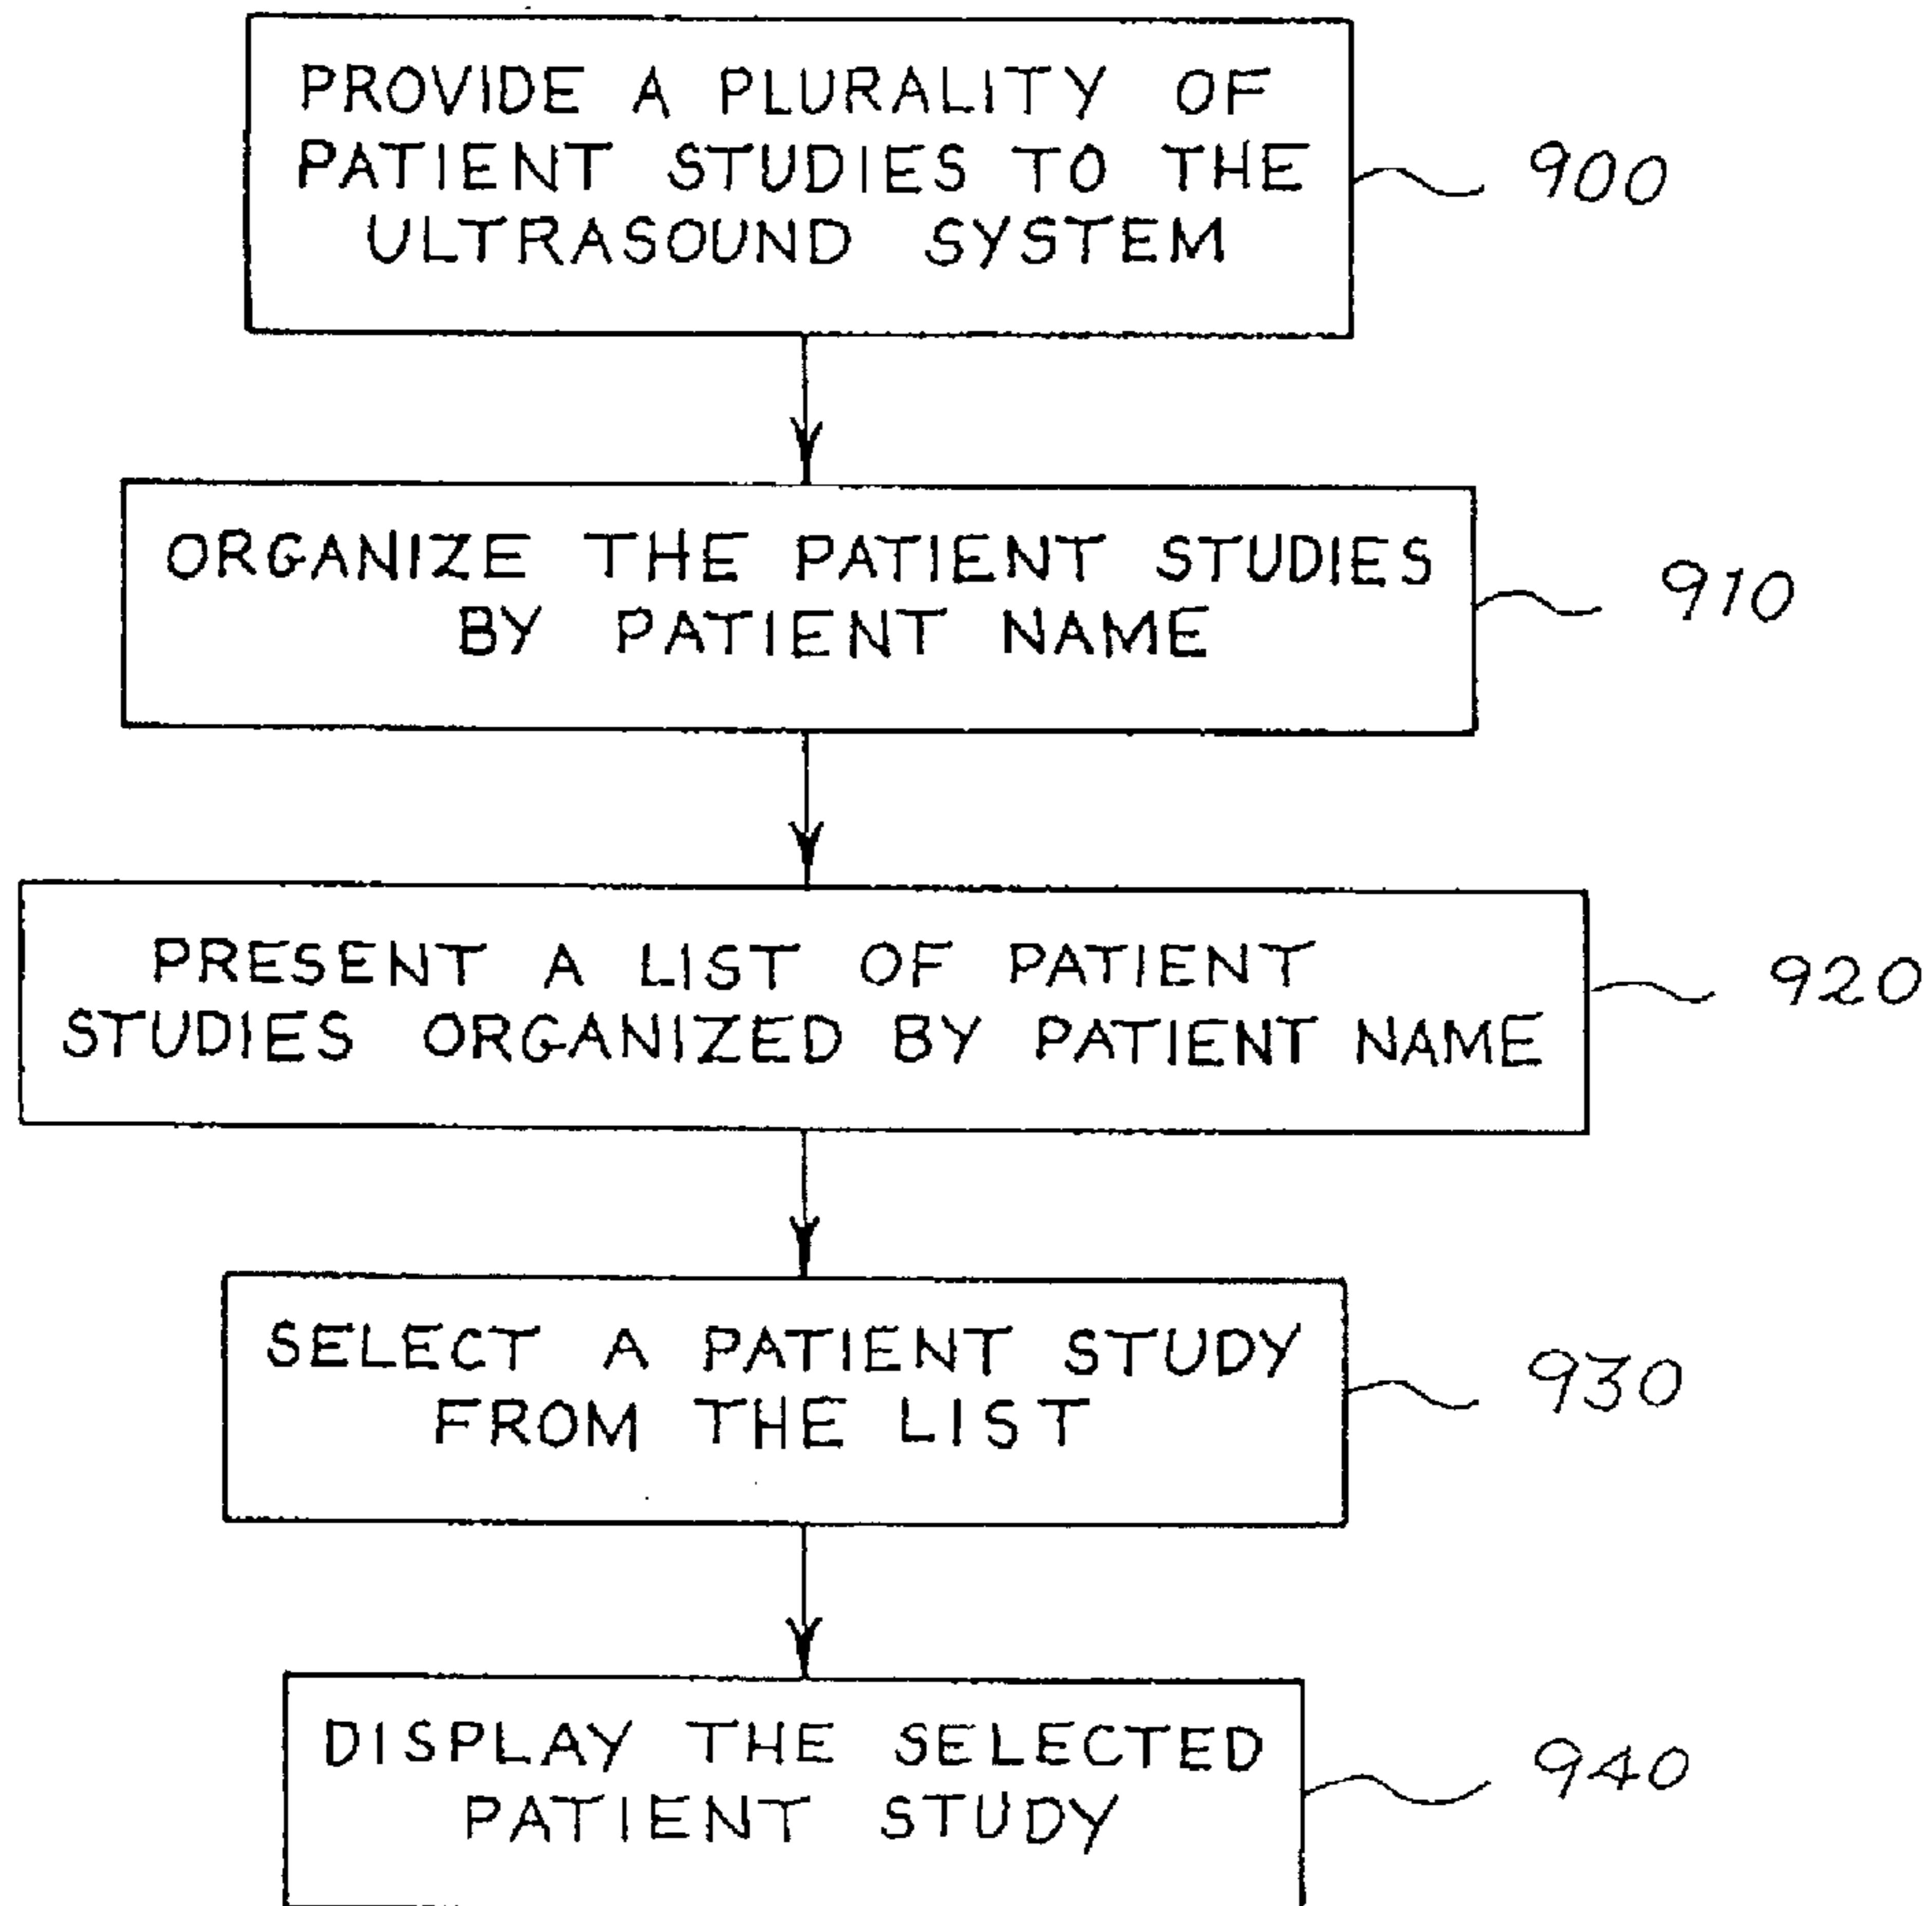 PROVIDE A PLURALITY OF
PATIENT STUDIES TO THE
ULTRASOUND SYSTEM
900
ORGANIZE THE PATIENT STUDIES
BY PATIENT NAME
910
PRESENT A LIST OF PATIENT
STUDIES ORGANIZED BY PATIENT NAME
920
SELECT A PATIENT STUDY
FROM THE LIST
930
DISPLAY THE SELECTED
PATIENT STUDY
940